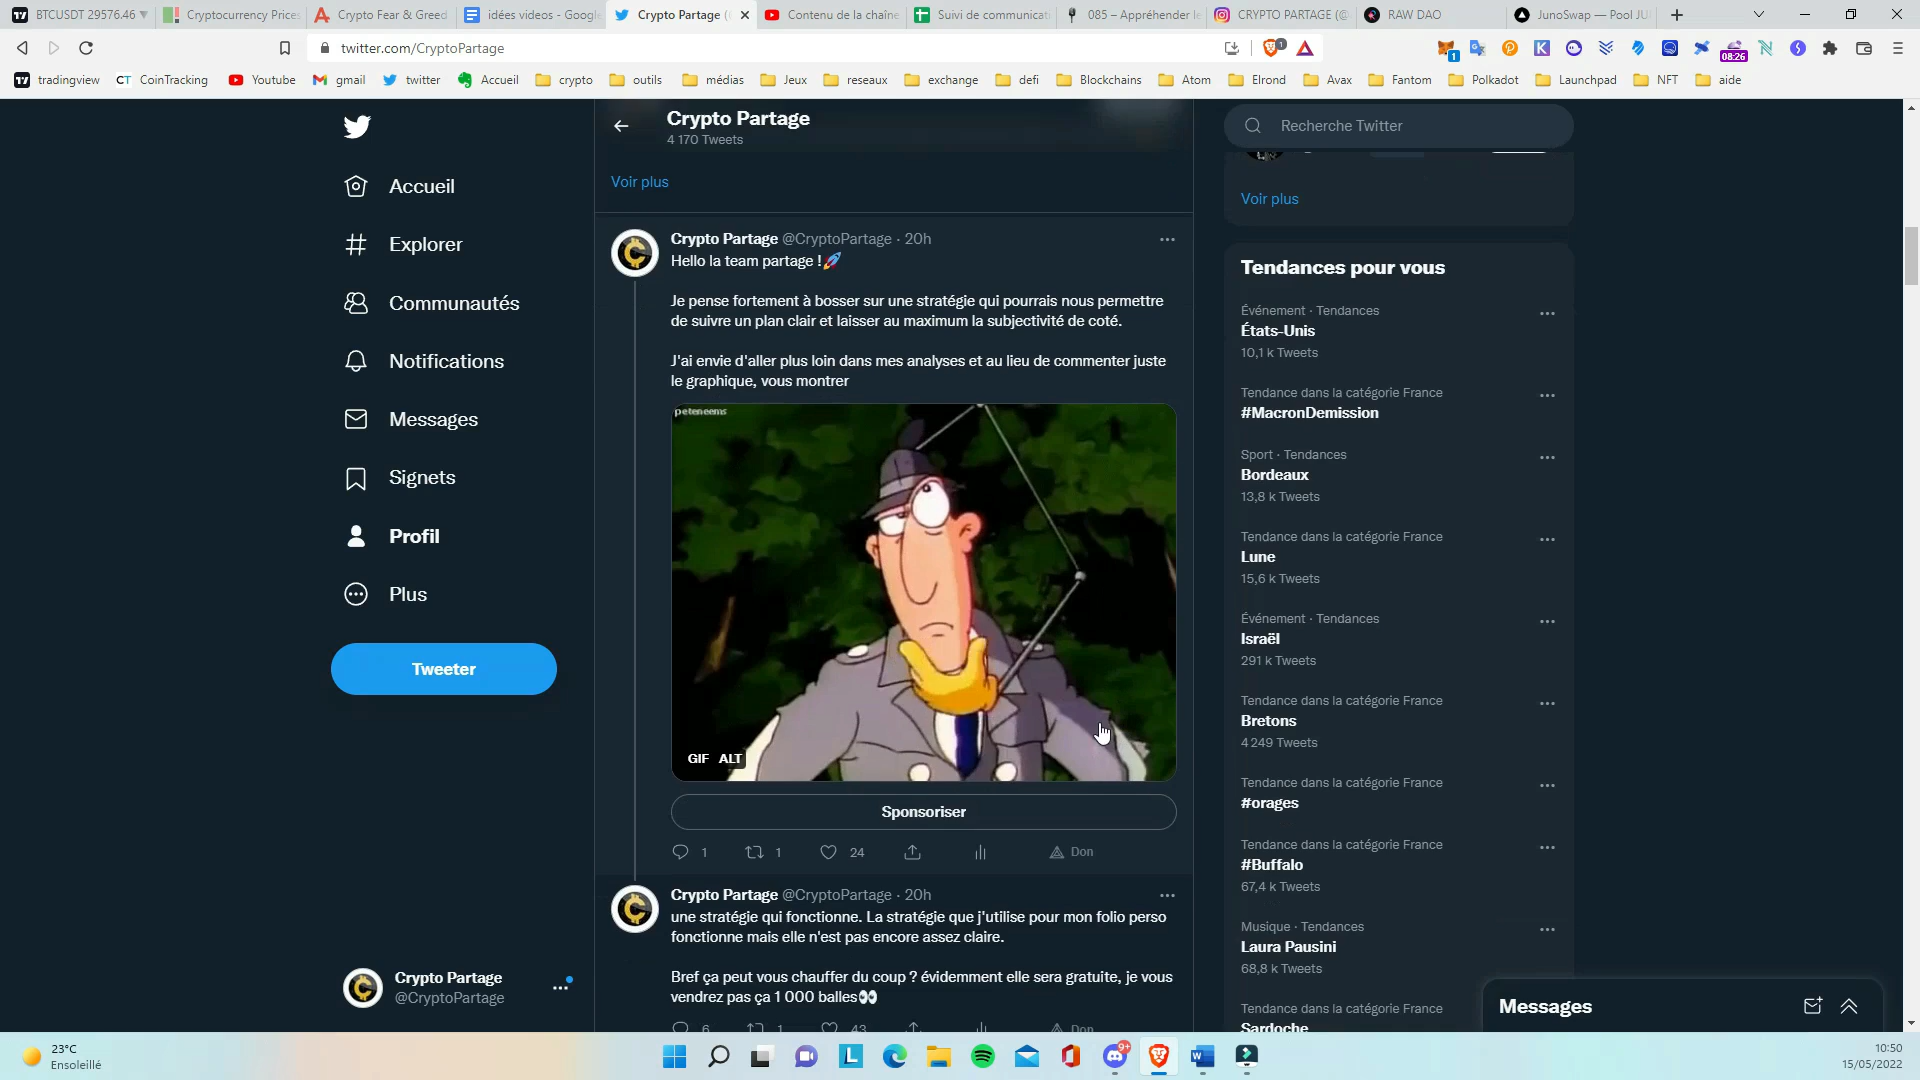 BTCUSDT 29576.46
Cryptocurrency Prices
Crypto Fear & Greed
idées videos - Google
Crypto Partage (
Contenu de la chaîne
Suivi de communicat
085 – Appréhender le
CRYPTO PARTAGE (@
RAW DAO
JunoSwap — Pool JU
twitter.com/CryptoPartage
1
1
08:26
tradingview
CoinTracking
Youtube
gmail
twitter
Accueil
crypto
outils
médias
Jeux
reseaux
exchange
defi
Blockchains
Atom
Elrond
Avax
Fantom
Polkadot
Launchpad
NFT
aide
Accueil
Explorer
Communautés
Notifications
Messages
Signets
Profil
Plus
Tweeter
Crypto Partage
@CryptoPartage
Crypto Partage
4 170 Tweets
Voir plus
Crypto Partage @CryptoPartage · 20h
Hello la team partage !🚀
Je pense fortement à bosser sur une stratégie qui pourrais nous permettre
de suivre un plan clair et laisser au maximum la subjectivité de coté.
J'ai envie d'aller plus loin dans mes analyses et au lieu de commenter juste
le graphique, vous montrer
peteneems
GIF ALT
Sponsoriser
1
1
24
Don
Crypto Partage @CryptoPartage · 20h
une stratégie qui fonctionne. La stratégie que j'utilise pour mon folio perso
fonctionne mais elle n'est pas encore assez claire.
Bref ça peut vous chauffer du coup ? évidemment elle sera gratuite, je vous
vendrez pas ça 1 000 balles👀
6
1
43
Don
Recherche Twitter
Voir plus
Tendances pour vous
Événement · Tendances
États-Unis
10,1 k Tweets
Tendance dans la catégorie France
#MacronDemission
Sport · Tendances
Bordeaux
13,8 k Tweets
Tendance dans la catégorie France
Lune
15,6 k Tweets
Événement · Tendances
Israël
291 k Tweets
Tendance dans la catégorie France
Bretons
4 249 Tweets
Tendance dans la catégorie France
#orages
Tendance dans la catégorie France
#Buffalo
67,4 k Tweets
Musique · Tendances
Laura Pausini
68,8 k Tweets
Tendance dans la catégorie France
Sardoche
Messages
23°C
Ensoleillé
9+
10:50
15/05/2022